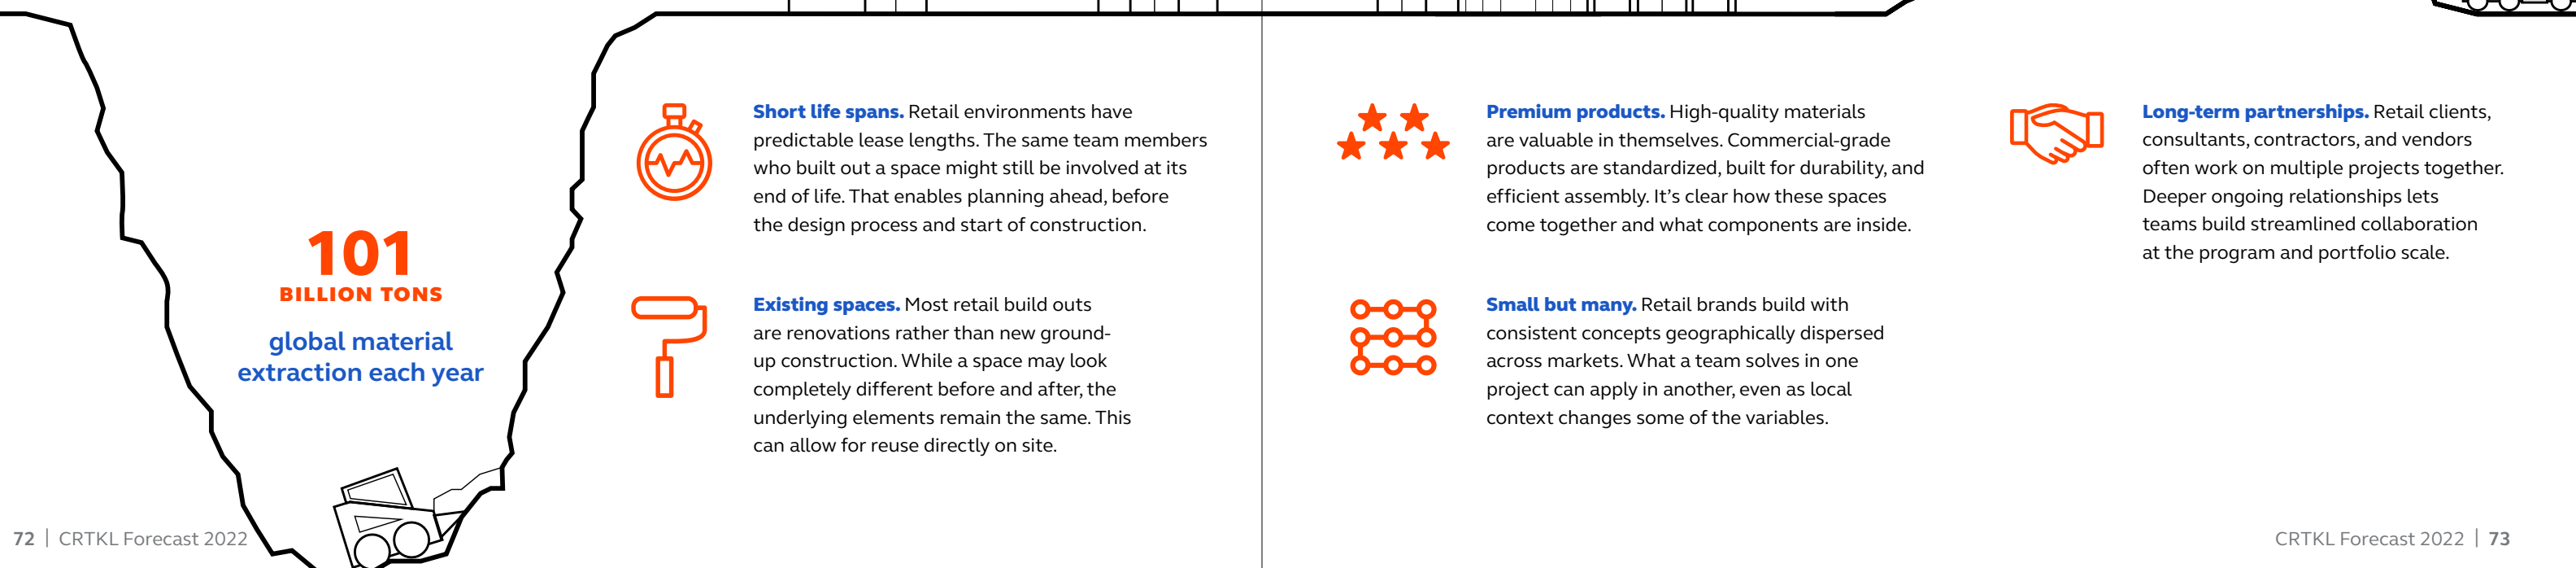 101
BILLION TONS
global material
extraction each year
Short life spans. Retail environments have
predictable lease lengths. The same team members
who built out a space might still be involved at its
end of life. That enables planning ahead, before
the design process and start of construction.
Existing spaces. Most retail build outs
are renovations rather than new ground-
up construction. While a space may look
completely different before and after, the
underlying elements remain the same. This
can allow for reuse directly on site.
72 | CRTKL Forecast 2022
Premium products. High-quality materials
are valuable in themselves. Commercial-grade
products are standardized, built for durability, and
efficient assembly. It’s clear how these spaces
come together and what components are inside.
Small but many. Retail brands build with
consistent concepts geographically dispersed
across markets. What a team solves in one
project can apply in another, even as local
context changes some of the variables.
Long-term partnerships. Retail clients,
consultants, contractors, and vendors
often work on multiple projects together.
Deeper ongoing relationships lets
teams build streamlined collaboration
at the program and portfolio scale.
CRTKL Forecast 2022 | 73